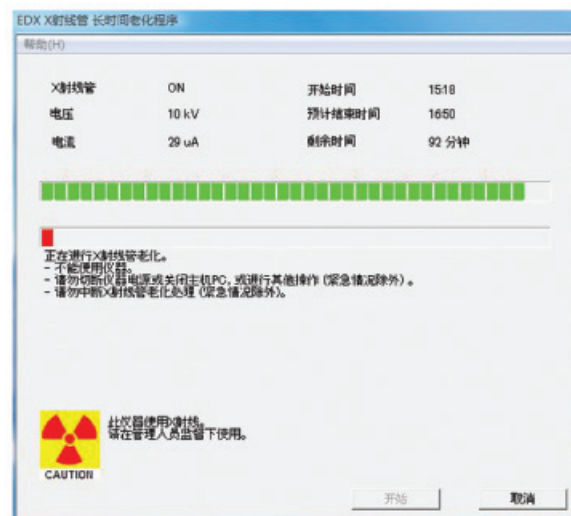 EDX X射线管 长时间老化程序
帮助(H)
X射线管 ON 开始时间 15:18
电压 10 kV 预计结束时间 16:50
电流 29 uA 剩余时间 92 分钟
正在进行X射线管老化。
- 不能使用仪器。
- 请勿切断仪器电源或关闭主机PC, 或进行其他操作 (紧急情况除外) 。
- 请勿中断X射线管老化处理 (紧急情况除外)。
此仪器使用X射线。
请在管理人员监督下使用。
CAUTION
开始 取消